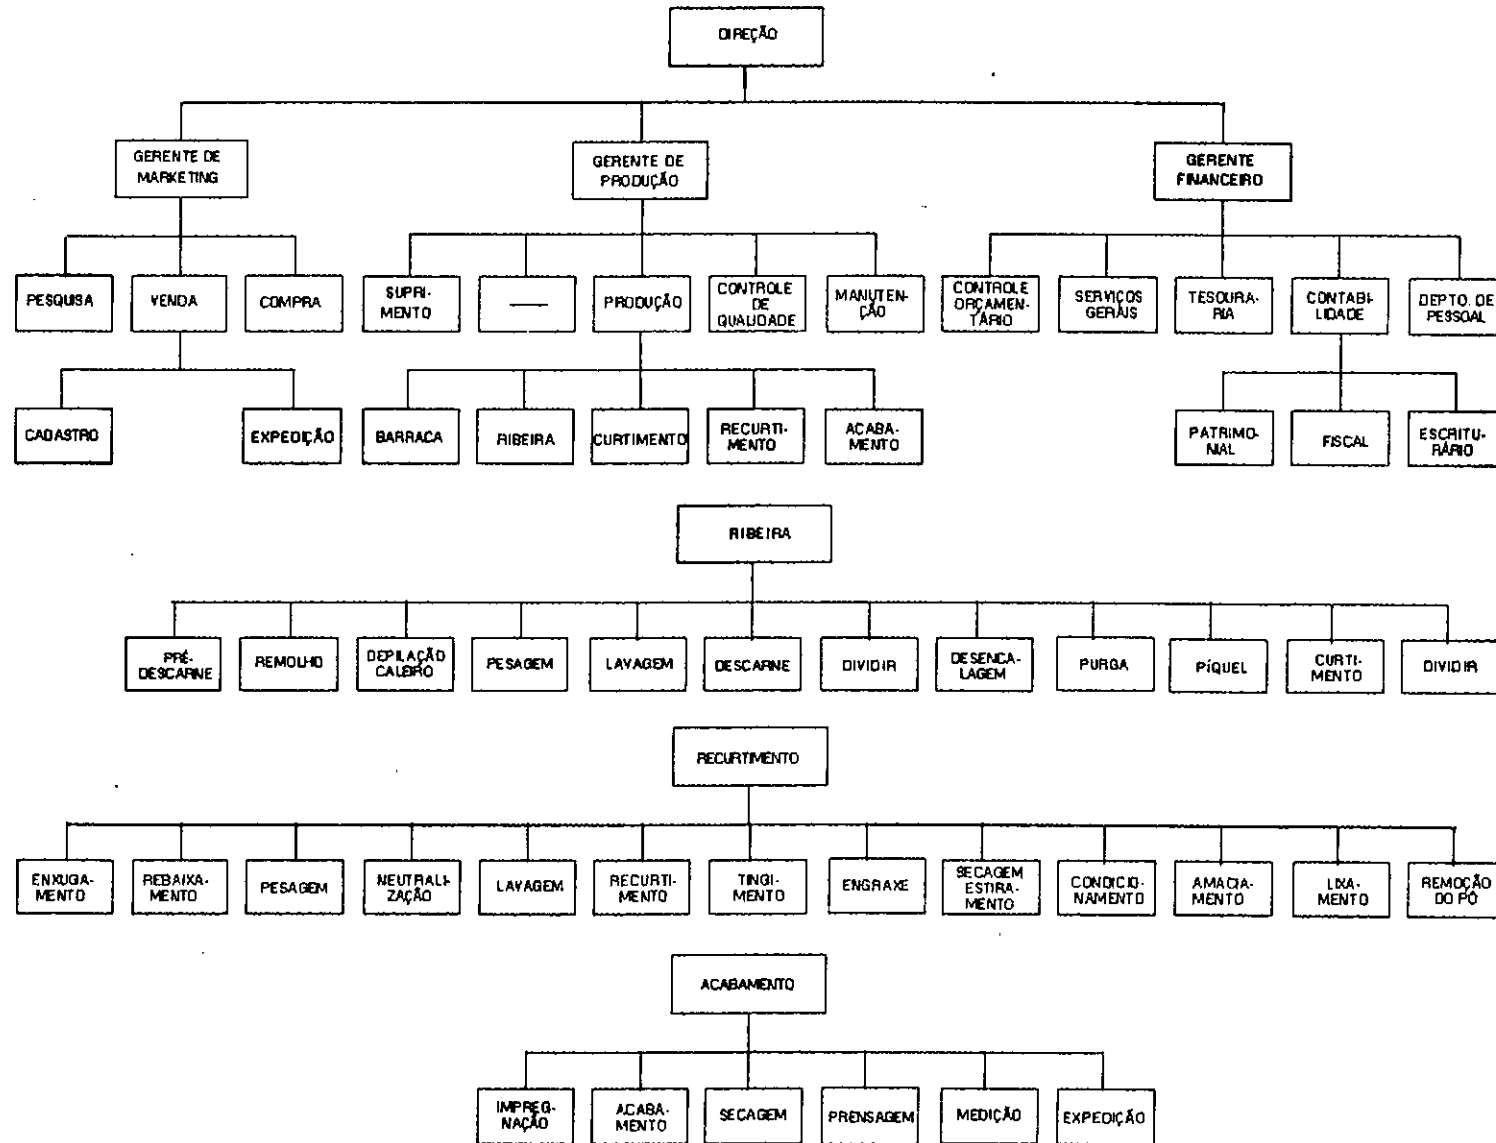 DIREÇÃO
GERENTE DE
MARKETING
GERENTE DE
PRODUÇÃO
GERENTE
FINANCEIRO
PESQUISA
VENDA
COMPRA
SUPRI-
MENTO
PRODUÇÃO
CONTROLE
DE
QUALIDADE
MANUTEN-
ÇÃO
CONTROLE
ORÇAMEN-
TÁRIO
SERVIÇOS
GERAIS
TESOURA-
RIA
CONTABI-
LIDADE
DEPTO. DE
PESSOAL
CADASTRO
EXPEDIÇÃO
BARRACA
RIBEIRA
CURTIMENTO
RECURTI-
MENTO
ACABA-
MENTO
PATRIMO-
NIAL
FISCAL
ESCRITU-
RÁRIO
RIBEIRA
PRÉ-
DESCARNE
REMOLHO
DEPILAÇÃO
CALEIRO
PESAGEM
LAVAGEM
DESCARNE
DIVIDIR
DESENCA-
LAGEM
PURGA
PÍQUEL
CURTI-
MENTO
DIVIDIR
RECURTIMENTO
ENXUGA-
MENTO
REBAIXA-
MENTO
PESAGEM
NEUTRALI-
ZAÇÃO
LAVAGEM
RECURTI-
MENTO
TINGI-
MENTO
ENGRAXE
SECAGEM
ESTIRA-
MENTO
CONDICIO-
NAMENTO
AMACIA-
MENTO
LIXA-
MENTO
REMOÇÃO
DO PÓ
ACABAMENTO
IMPREG-
NAÇÃO
ACABA-
MENTO
SECAGEM
PRENSAGEM
MEDIÇÃO
EXPEDIÇÃO